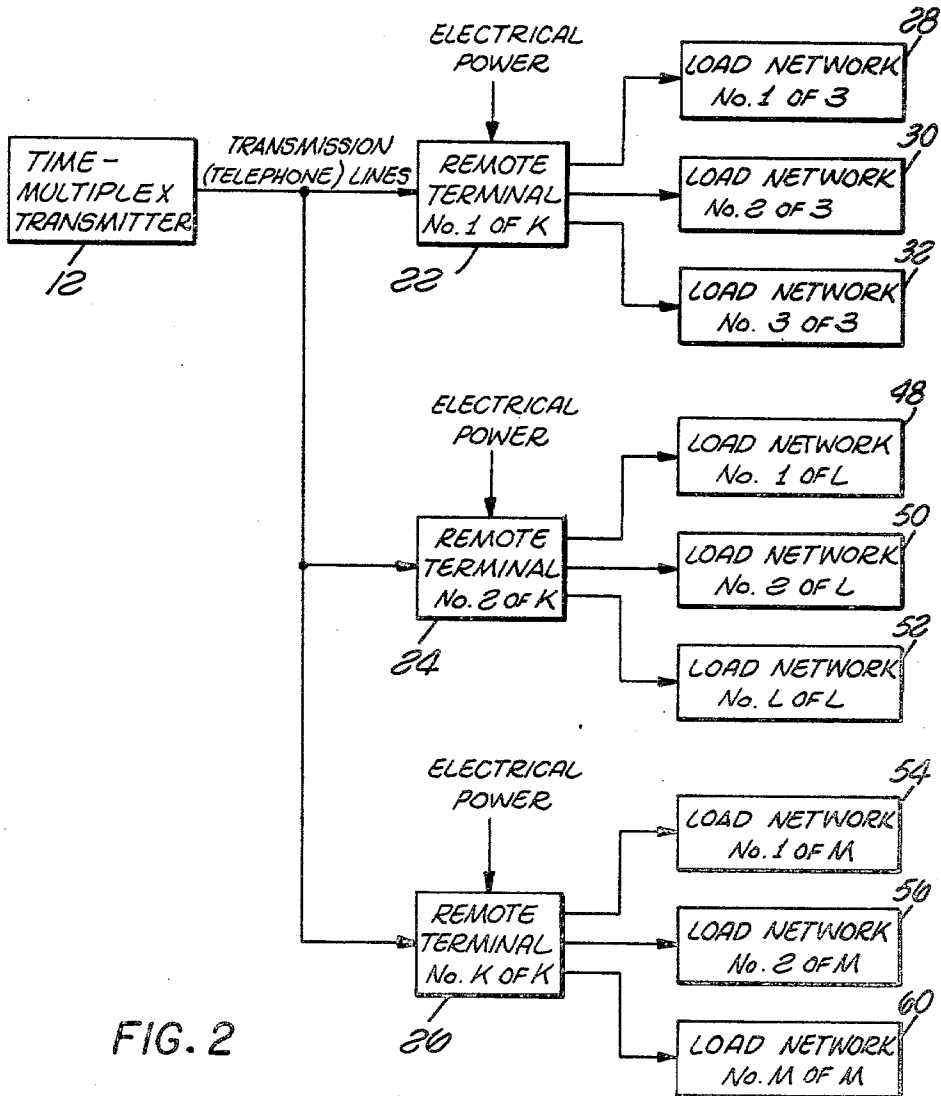 ELECTRICAL
POWER
28
LOAD NETWORK
No. 1 OF 3
TIME-
MULTIPLEX
TRANSMITTER
12
TRANSMISSION
(TELEPHONE) LINES
REMOTE
TERMINAL
No. 1 OF K
22
30
LOAD NETWORK
No. 2 OF 3
32
LOAD NETWORK
No. 3 OF 3
ELECTRICAL
POWER
48
LOAD NETWORK
No. 1 OF L
REMOTE
TERMINAL
No. 2 OF K
24
50
LOAD NETWORK
No. 2 OF L
52
LOAD NETWORK
No. L OF L
ELECTRICAL
POWER
54
LOAD NETWORK
No. 1 OF M
REMOTE
TERMINAL
No. K OF K
26
56
LOAD NETWORK
No. 2 OF M
60
LOAD NETWORK
No. M OF M
FIG. 2